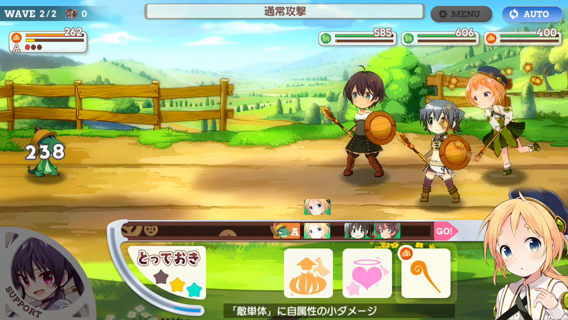 WAVE 2/2 0
通常攻撃
MENU
AUTO
262
A
585
606
400
238
A
GO!
とっておき
SUPPORT
「敵単体」に自属性の小ダメージ